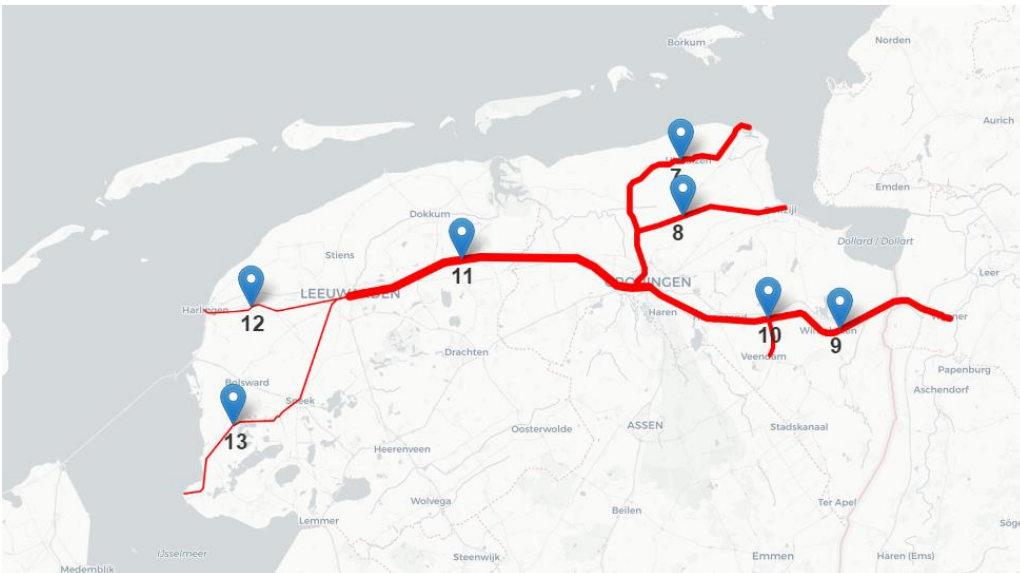 Borkum
Norden
Aurich
7
Emden
Dokkum
8
Dollard / Dollart
Stiens
11
Leer
LEEUWARDEN
GRONINGEN
Harlingen
12
Haren
10
9
Drachten
Veendam
Papenburg
Bolsward
Aschendorf
Sneek
13
Oosterwolde
ASSEN
Stadskanaal
Heerenveen
Wolvega
Ter Apel
Beilen
Lemmer
IJsselmeer
Steenwijk
Emmen
Haren (Ems)
Medemblik